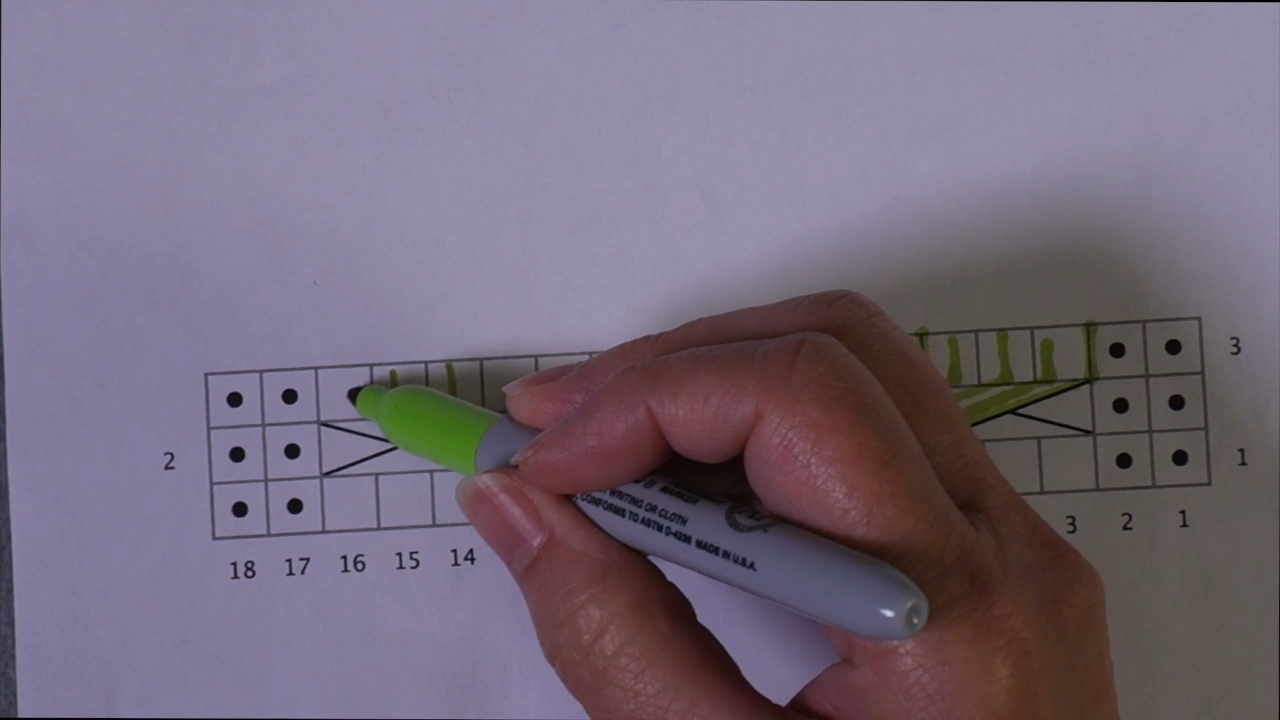 3
2
1
18 17 16 15 14 3 2 1
MARKER
WRITING OR CLOTH
CONFORMS TO ASTM D-4236 MADE IN U.S.A.